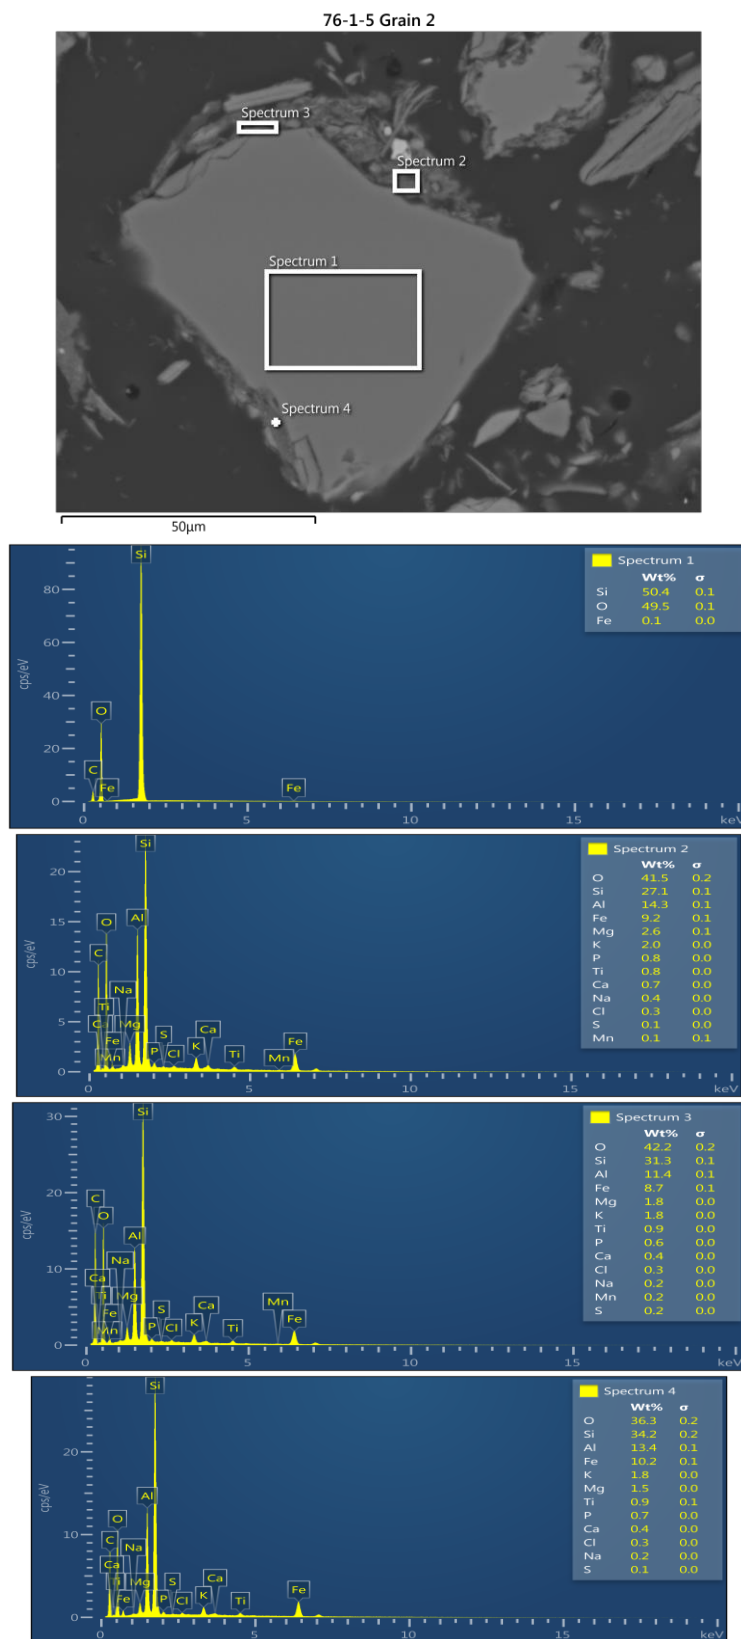 76-1-5 Grain 2
Spectrum 3
Spectrum 2
Spectrum 1
Spectrum 4
50μm
Si
Spectrum 1
Wt% σ
Si 50.4 0.1
O 49.5 0.1
Fe 0.1 0.0
80
60
40
20
0
cps/eV
O
C
Fe
Fe
0 5 10 15 keV
Si
Spectrum 2
Wt% σ
O 41.5 0.2
Si 27.1 0.1
Al 14.3 0.1
Fe 9.2 0.1
Mg 2.6 0.1
K 2.0 0.0
P 0.8 0.0
Ti 0.8 0.0
Ca 0.7 0.0
Na 0.4 0.0
Cl 0.3 0.0
S 0.1 0.0
Mn 0.1 0.1
20
15
10
5
0
cps/eV
O Al
C
Na
Ti
Ca Mg
Fe S Ca
Mn P Cl K Ti Mn Fe
0 5 10 15 keV
Si
Spectrum 3
Wt% σ
O 42.2 0.2
Si 31.3 0.1
Al 11.4 0.1
Fe 8.7 0.1
Mg 1.8 0.0
K 1.8 0.0
Ti 0.9 0.0
P 0.6 0.0
Ca 0.4 0.0
Cl 0.3 0.0
Na 0.2 0.0
Mn 0.2 0.0
S 0.2 0.0
30
20
10
0
cps/eV
C
O
Al
Na
Ca
Ti Mg
Fe S Ca Mn
Mn P Cl K Ti Fe
0 5 10 15 keV
Si
Spectrum 4
Wt% σ
O 36.3 0.2
Si 34.2 0.2
Al 13.4 0.1
Fe 10.2 0.1
K 1.8 0.0
Mg 1.5 0.0
Ti 0.9 0.1
P 0.7 0.0
Ca 0.4 0.0
Cl 0.3 0.0
Na 0.2 0.0
S 0.1 0.0
20
10
0
cps/eV
Al
O
C Na
Ca
Ti Mg S Ca
Fe P Cl K Ti Fe
0 5 10 15 keV